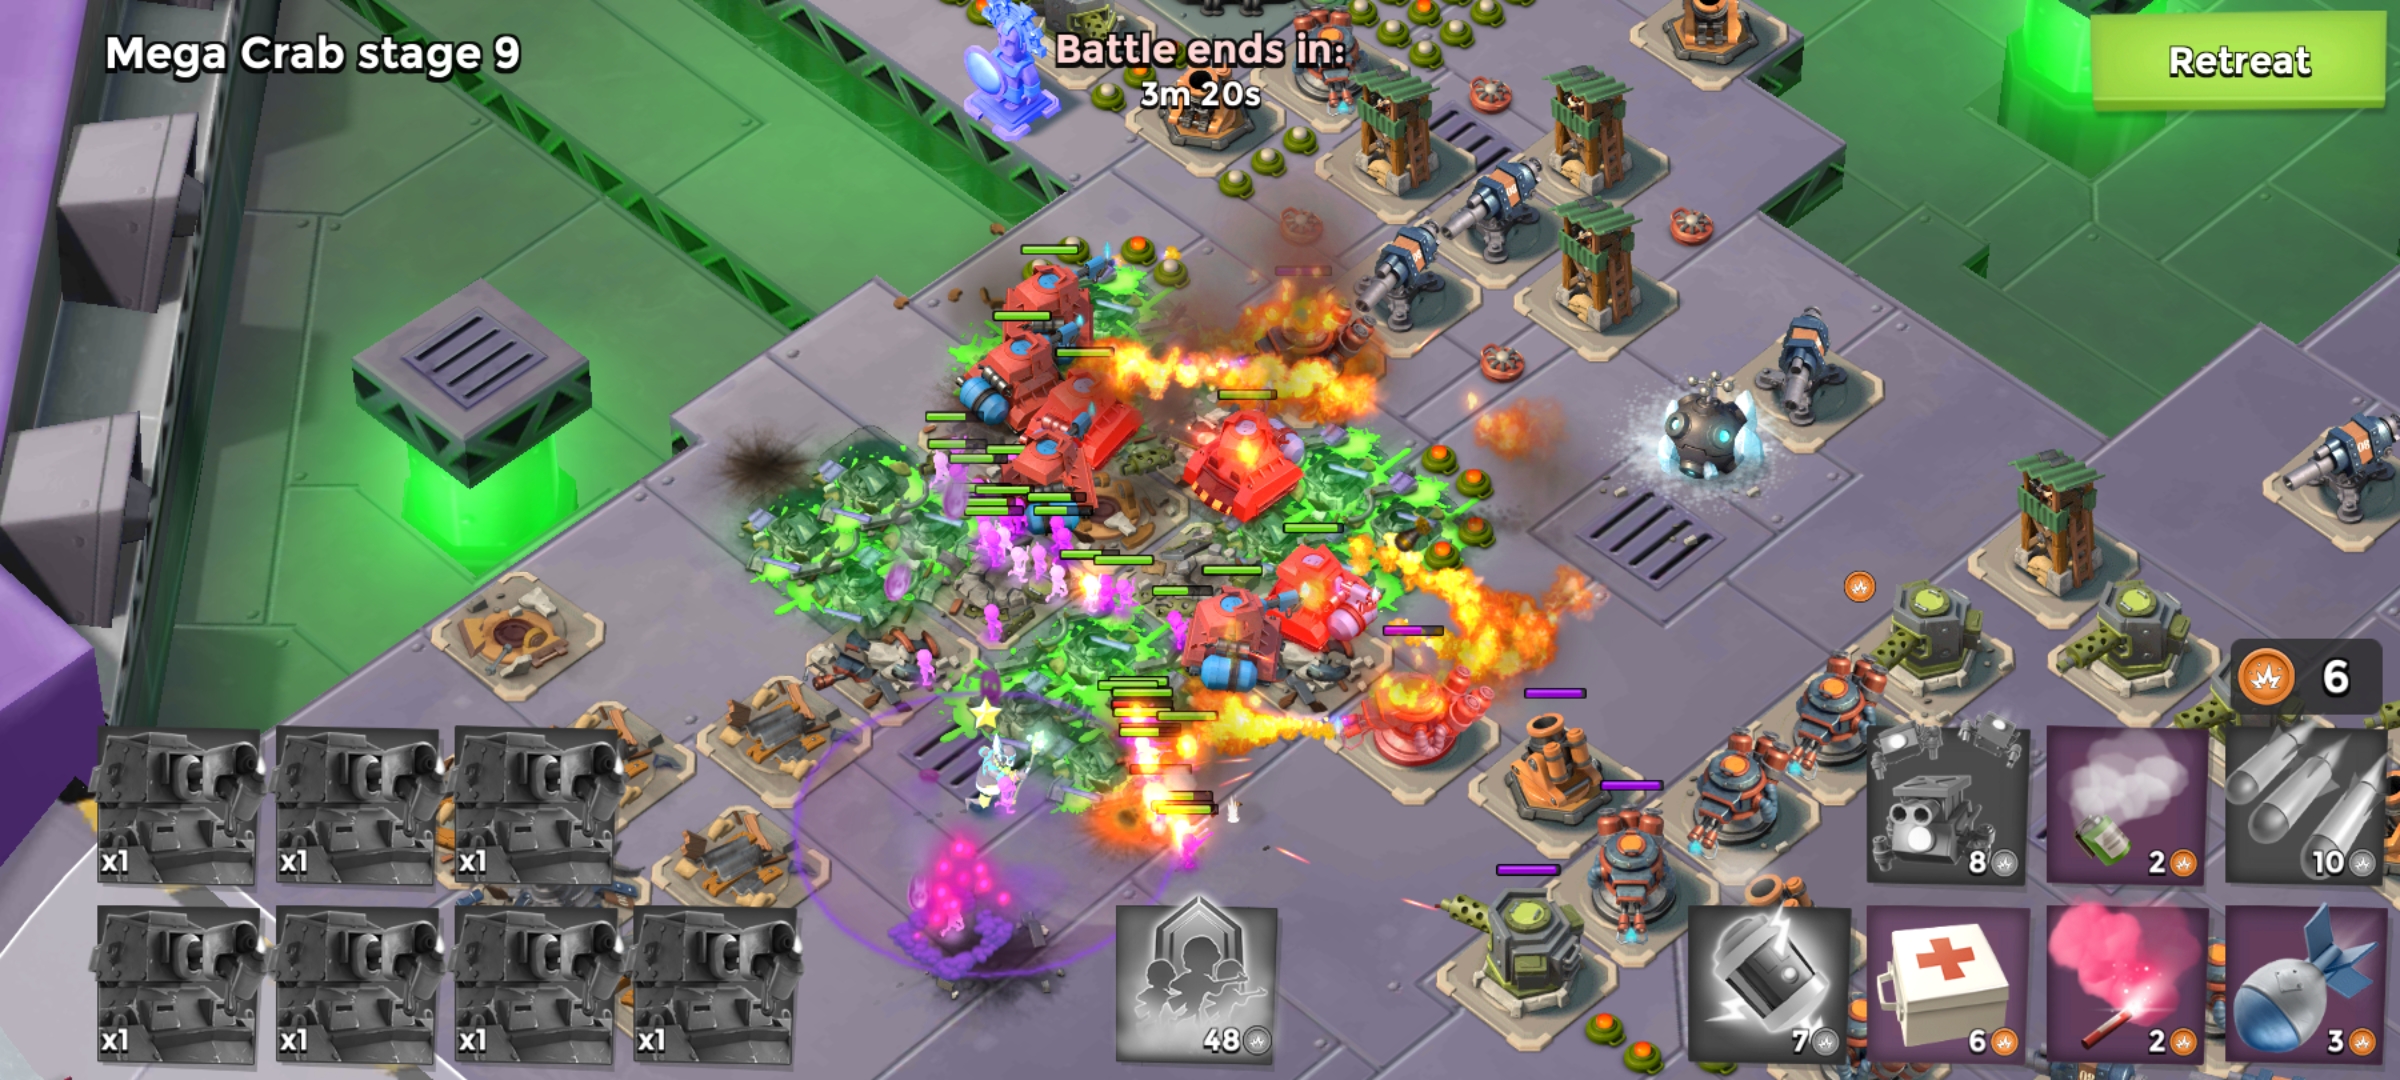 Mega Crab stage 9
Battle ends in:
3m 20s
Retreat
6
8
2
10
x1
x1
x1
x1
x1
x1
x1
48
7
6
2
3